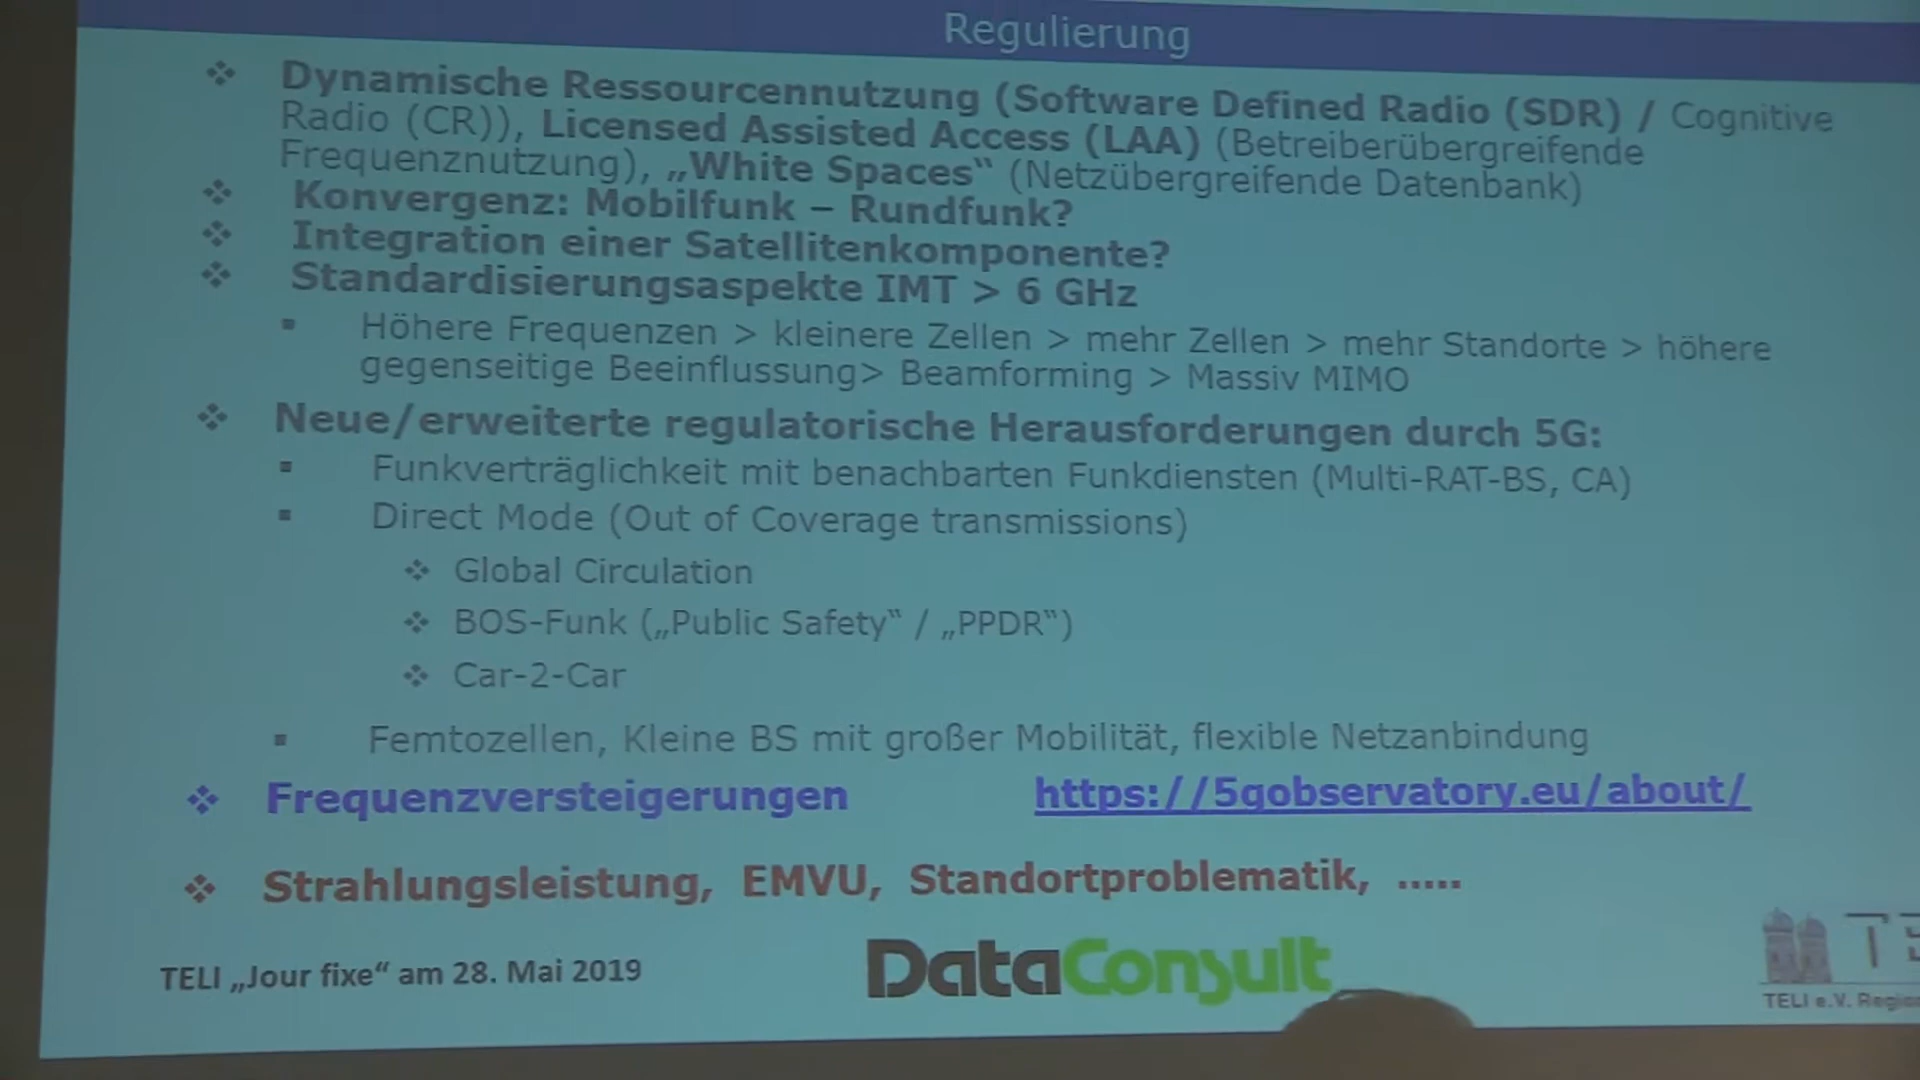 Regulierung
Dynamische Ressourcennutzung (Software Defined Radio (SDR) / Cognitive
Radio (CR)), Licensed Assisted Access (LAA) (Betreiberübergreifende
Frequenznutzung), „White Spaces“ (Netzübergreifende Datenbank)
Konvergenz: Mobilfunk – Rundfunk?
Integration einer Satellitenkomponente?
Standardisierungsaspekte IMT > 6 GHz
Höhere Frequenzen > kleinere Zellen > mehr Zellen > mehr Standorte > höhere
gegenseitige Beeinflussung> Beamforming > Massiv MIMO
Neue/erweiterte regulatorische Herausforderungen durch 5G:
Funkverträglichkeit mit benachbarten Funkdiensten (Multi-RAT-BS, CA)
Direct Mode (Out of Coverage transmissions)
Global Circulation
BOS-Funk („Public Safety“ / „PPDR“)
Car-2-Car
Femtozellen, Kleine BS mit großer Mobilität, flexible Netzanbindung
Frequenzversteigerungen https://5gobservatory.eu/about/
Strahlungsleistung, EMVU, Standortproblematik, .....
TELI „Jour fixe“ am 28. Mai 2019
DataConsult
TELI e.V.